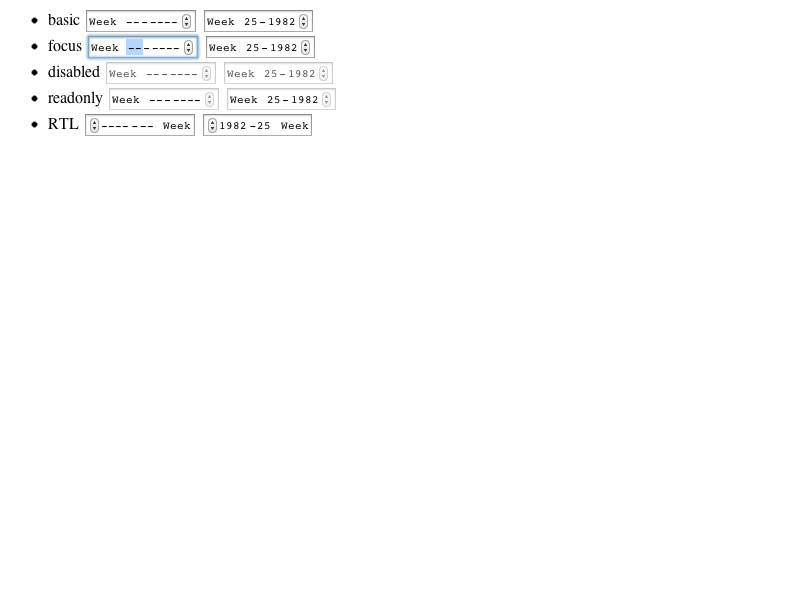 basic Week ------- Week 25-1982
focus Week ------- Week 25-1982
disabled Week ------- Week 25-1982
readonly Week ------- Week 25-1982
RTL ------- Week 1982-25 Week